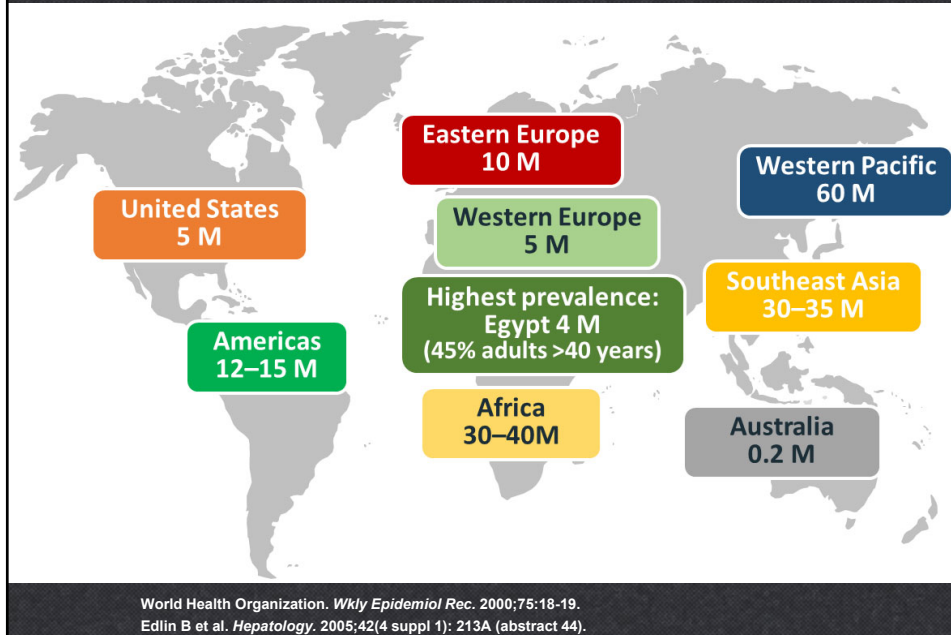 Eastern Europe
10 M
Western Pacific
60 M
United States
5 M
Western Europe
5 M
Highest prevalence:
Egypt 4 M
(45% adults >40 years)
Southeast Asia
30–35 M
Americas
12–15 M
Africa
30–40M
Australia
0.2 M
World Health Organization. Wkly Epidemiol Rec. 2000;75:18-19.
Edlin B et al. Hepatology. 2005;42(4 suppl 1): 213A (abstract 44).